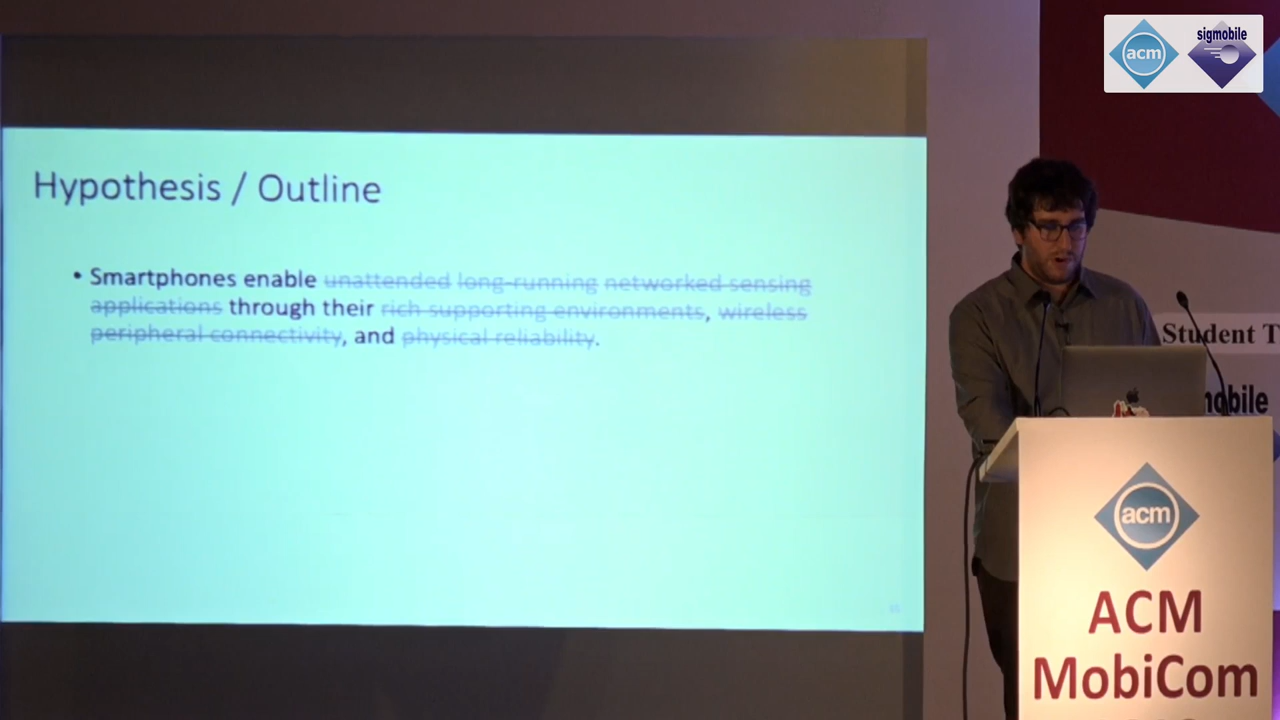 acm
sigmobile
Hypothesis / Outline
• Smartphones enable unattended long-running networked sensing
applications through their rich supporting environments, wireless
peripheral connectivity, and physical reliability.
Student T
mobile
acm
ACM
MobiCom